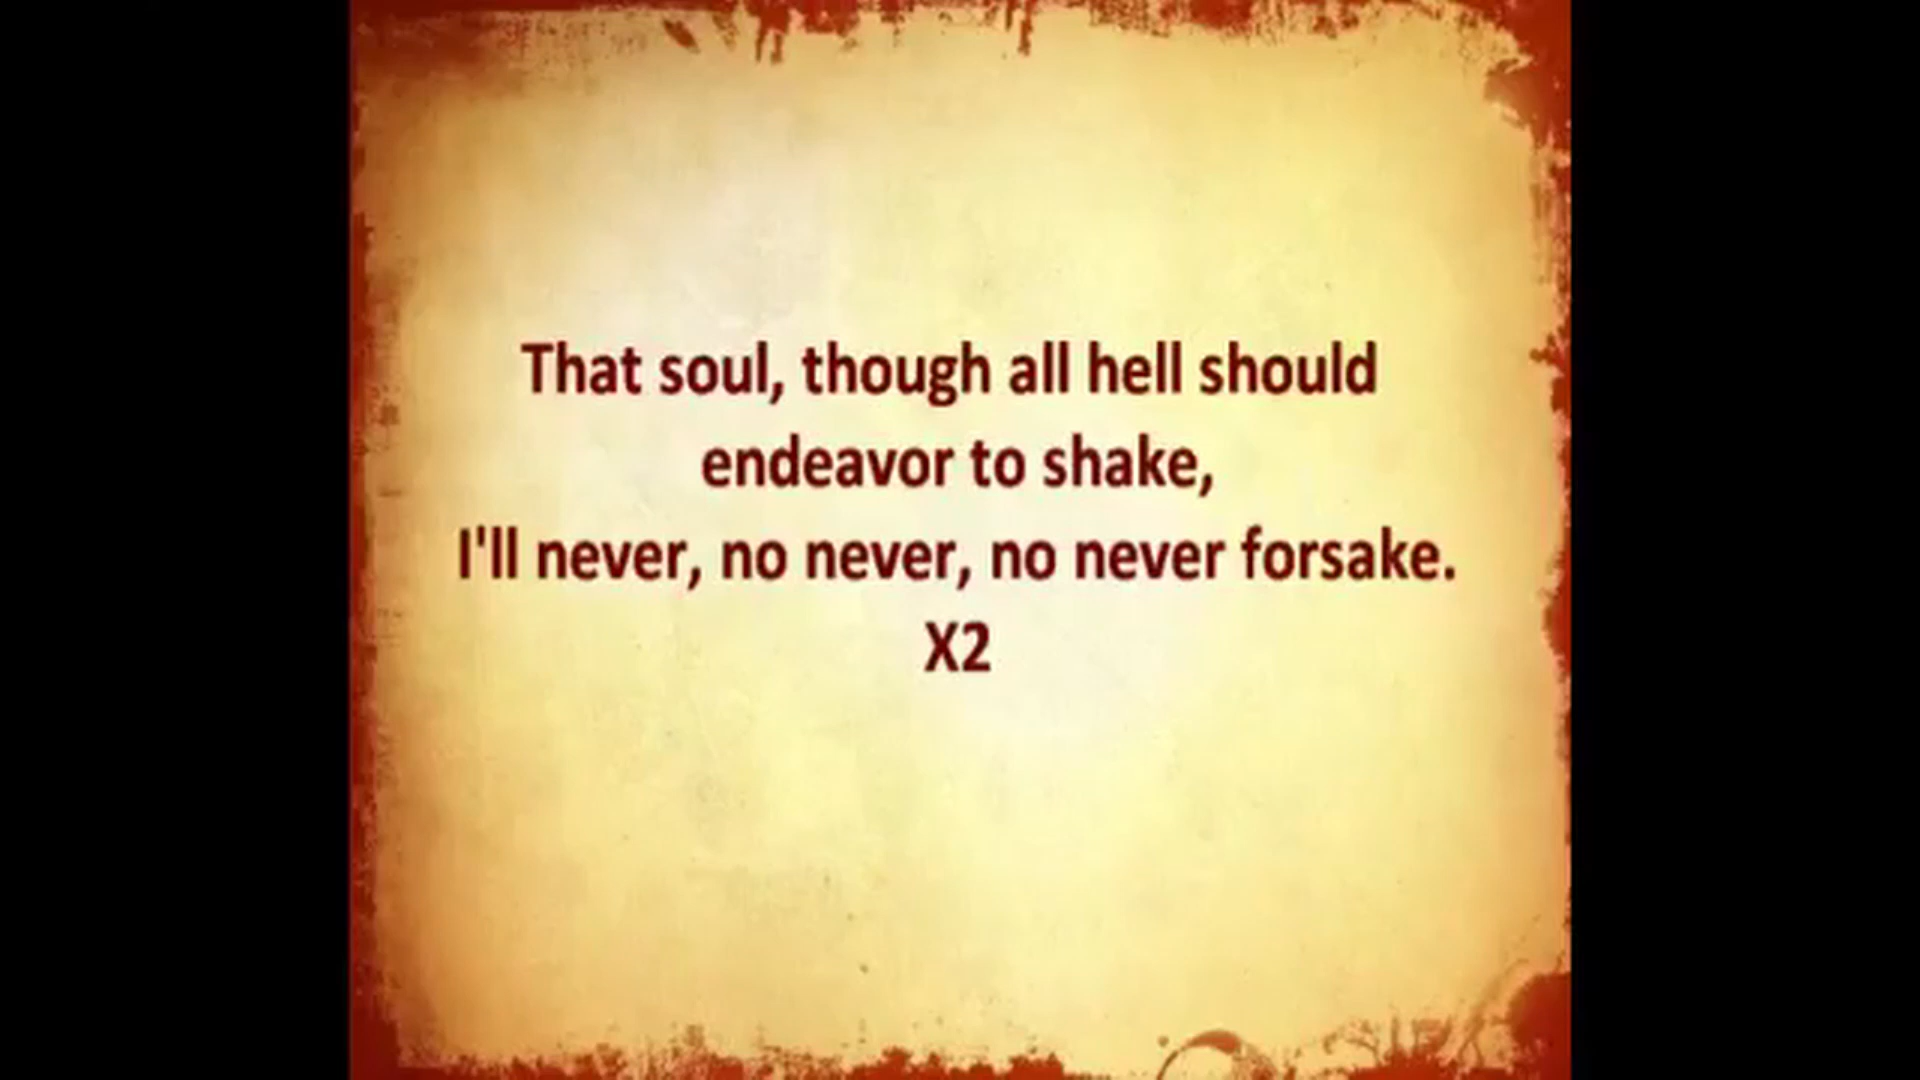 That soul, though all hell should
endeavor to shake,
I'll never, no never, no never forsake.
X2